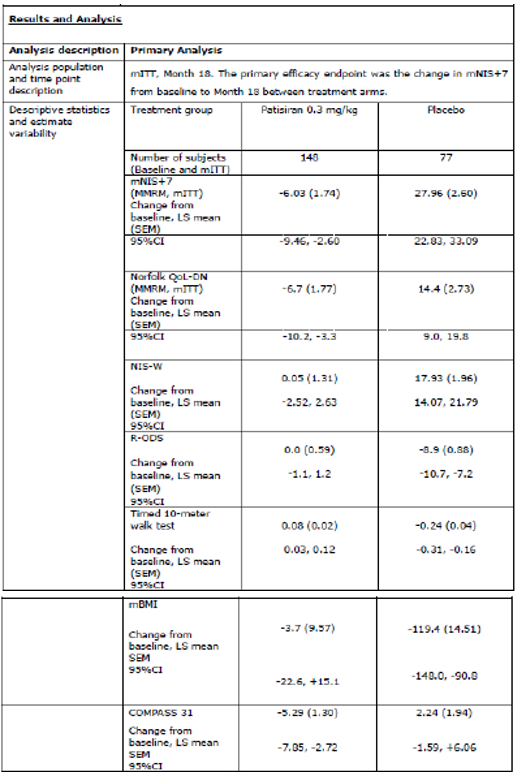 Results and Analysis
Analysis description Primary Analysis
Analysis population and time point description
mITT, Month 18. The primary efficacy endpoint was the change in mNIS+7
from baseline to Month 18 between treatment arms.
Descriptive statistics and estimate variability
Treatment group Patisiran 0.3 mg/kg Placebo
Number of subjects 148 77
(Baseline and mITT)
mNIS+7
(MMRM, mITT) -6.03 (1.74) 27.96 (2.60)
Change from
baseline, LS mean
(SEM)
95%CI -9.46, -2.60 22.83, 33.09
Norfolk QoL-DN
(MMRM, mITT) -6.7 (1.77) 14.4 (2.73)
Change from
baseline, LS mean
(SEM)
95%CI -10.2, -3.3 9.0, 19.8
NIS-W
0.05 (1.31) 17.93 (1.96)
Change from
baseline, LS mean -2.52, 2.63 14.07, 21.79
(SEM)
95%CI
R-ODS
0.0 (0.59) -8.9 (0.88)
Change from
baseline, LS mean -1.1, 1.2 -10.7, -7.2
(SEM)
95%CI
Timed 10-meter
walk test 0.08 (0.02) -0.24 (0.04)
Change from 0.03, 0.12 -0.31, -0.16
baseline, LS mean
(SEM)
95%CI
mBMI
-3.7 (9.57) -119.4 (14.51)
Change from
baseline, LS mean
SEM
95%CI -22.6, +15.1 -148.0, -90.8
COMPASS 31 -5.29 (1.30) 2.24 (1.94)
Change from
baseline, LS mean -7.85, -2.72 -1.59, +6.06
SEM
95%CI